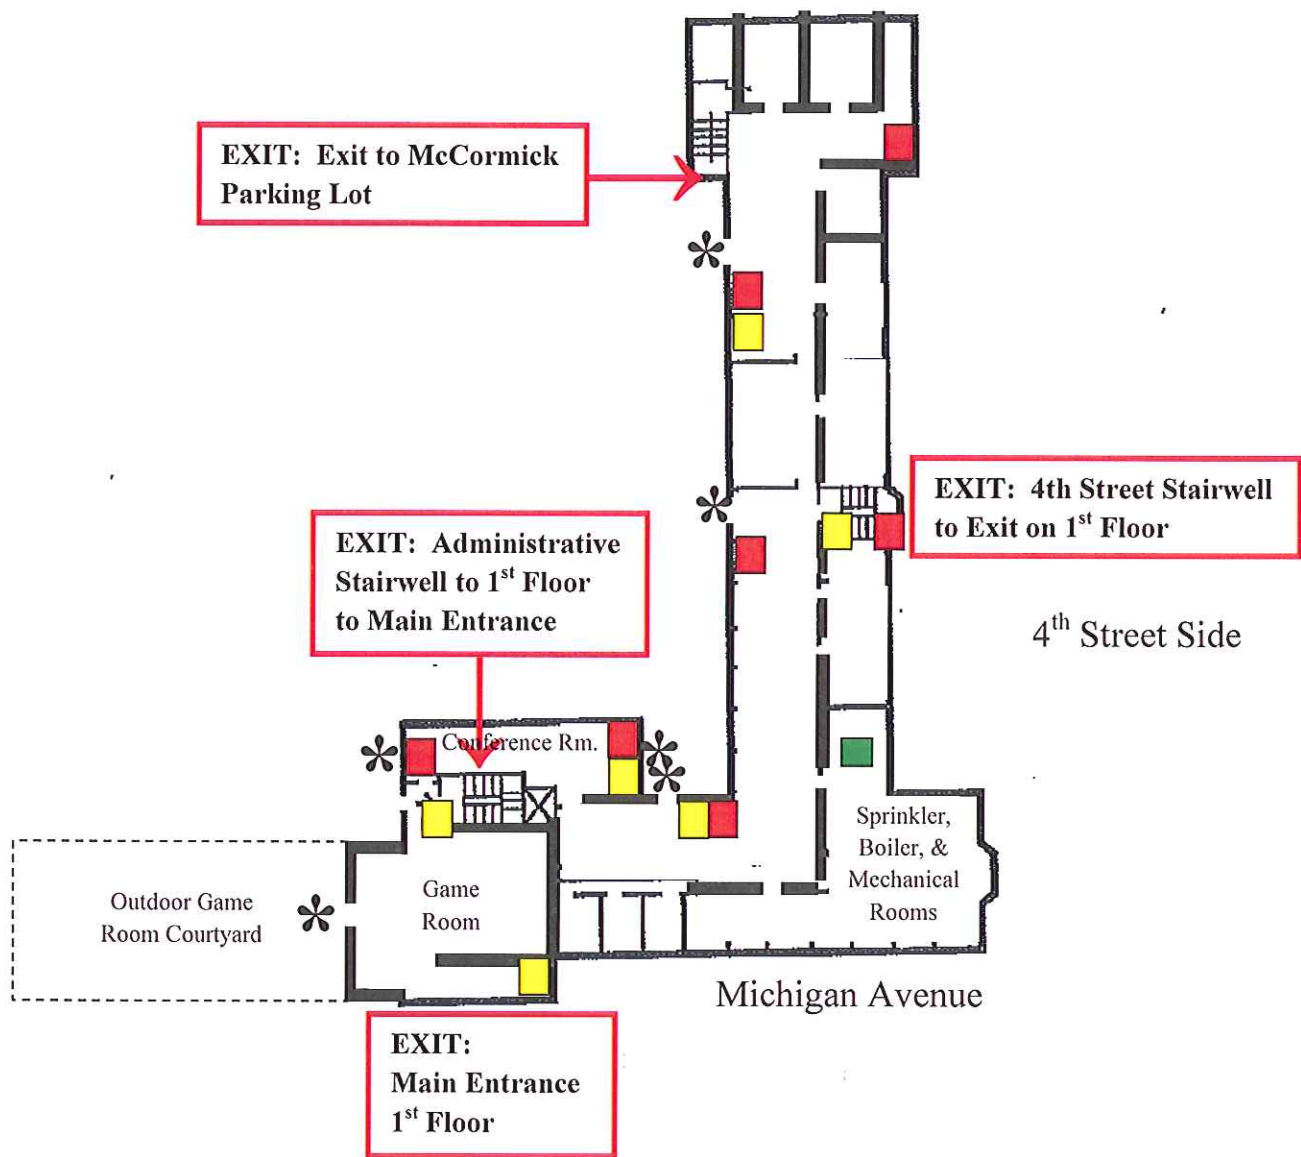 EXIT: Exit to McCormick
Parking Lot
EXIT: 4th Street Stairwell
to Exit on 1st Floor
EXIT: Administrative
Stairwell to 1st Floor
to Main Entrance
4th Street Side
Conference Rm.
Sprinkler,
Boiler, &
Mechanical
Rooms
Game
Room
Outdoor Game
Room Courtyard
Michigan Avenue
EXIT:
Main Entrance
1st Floor